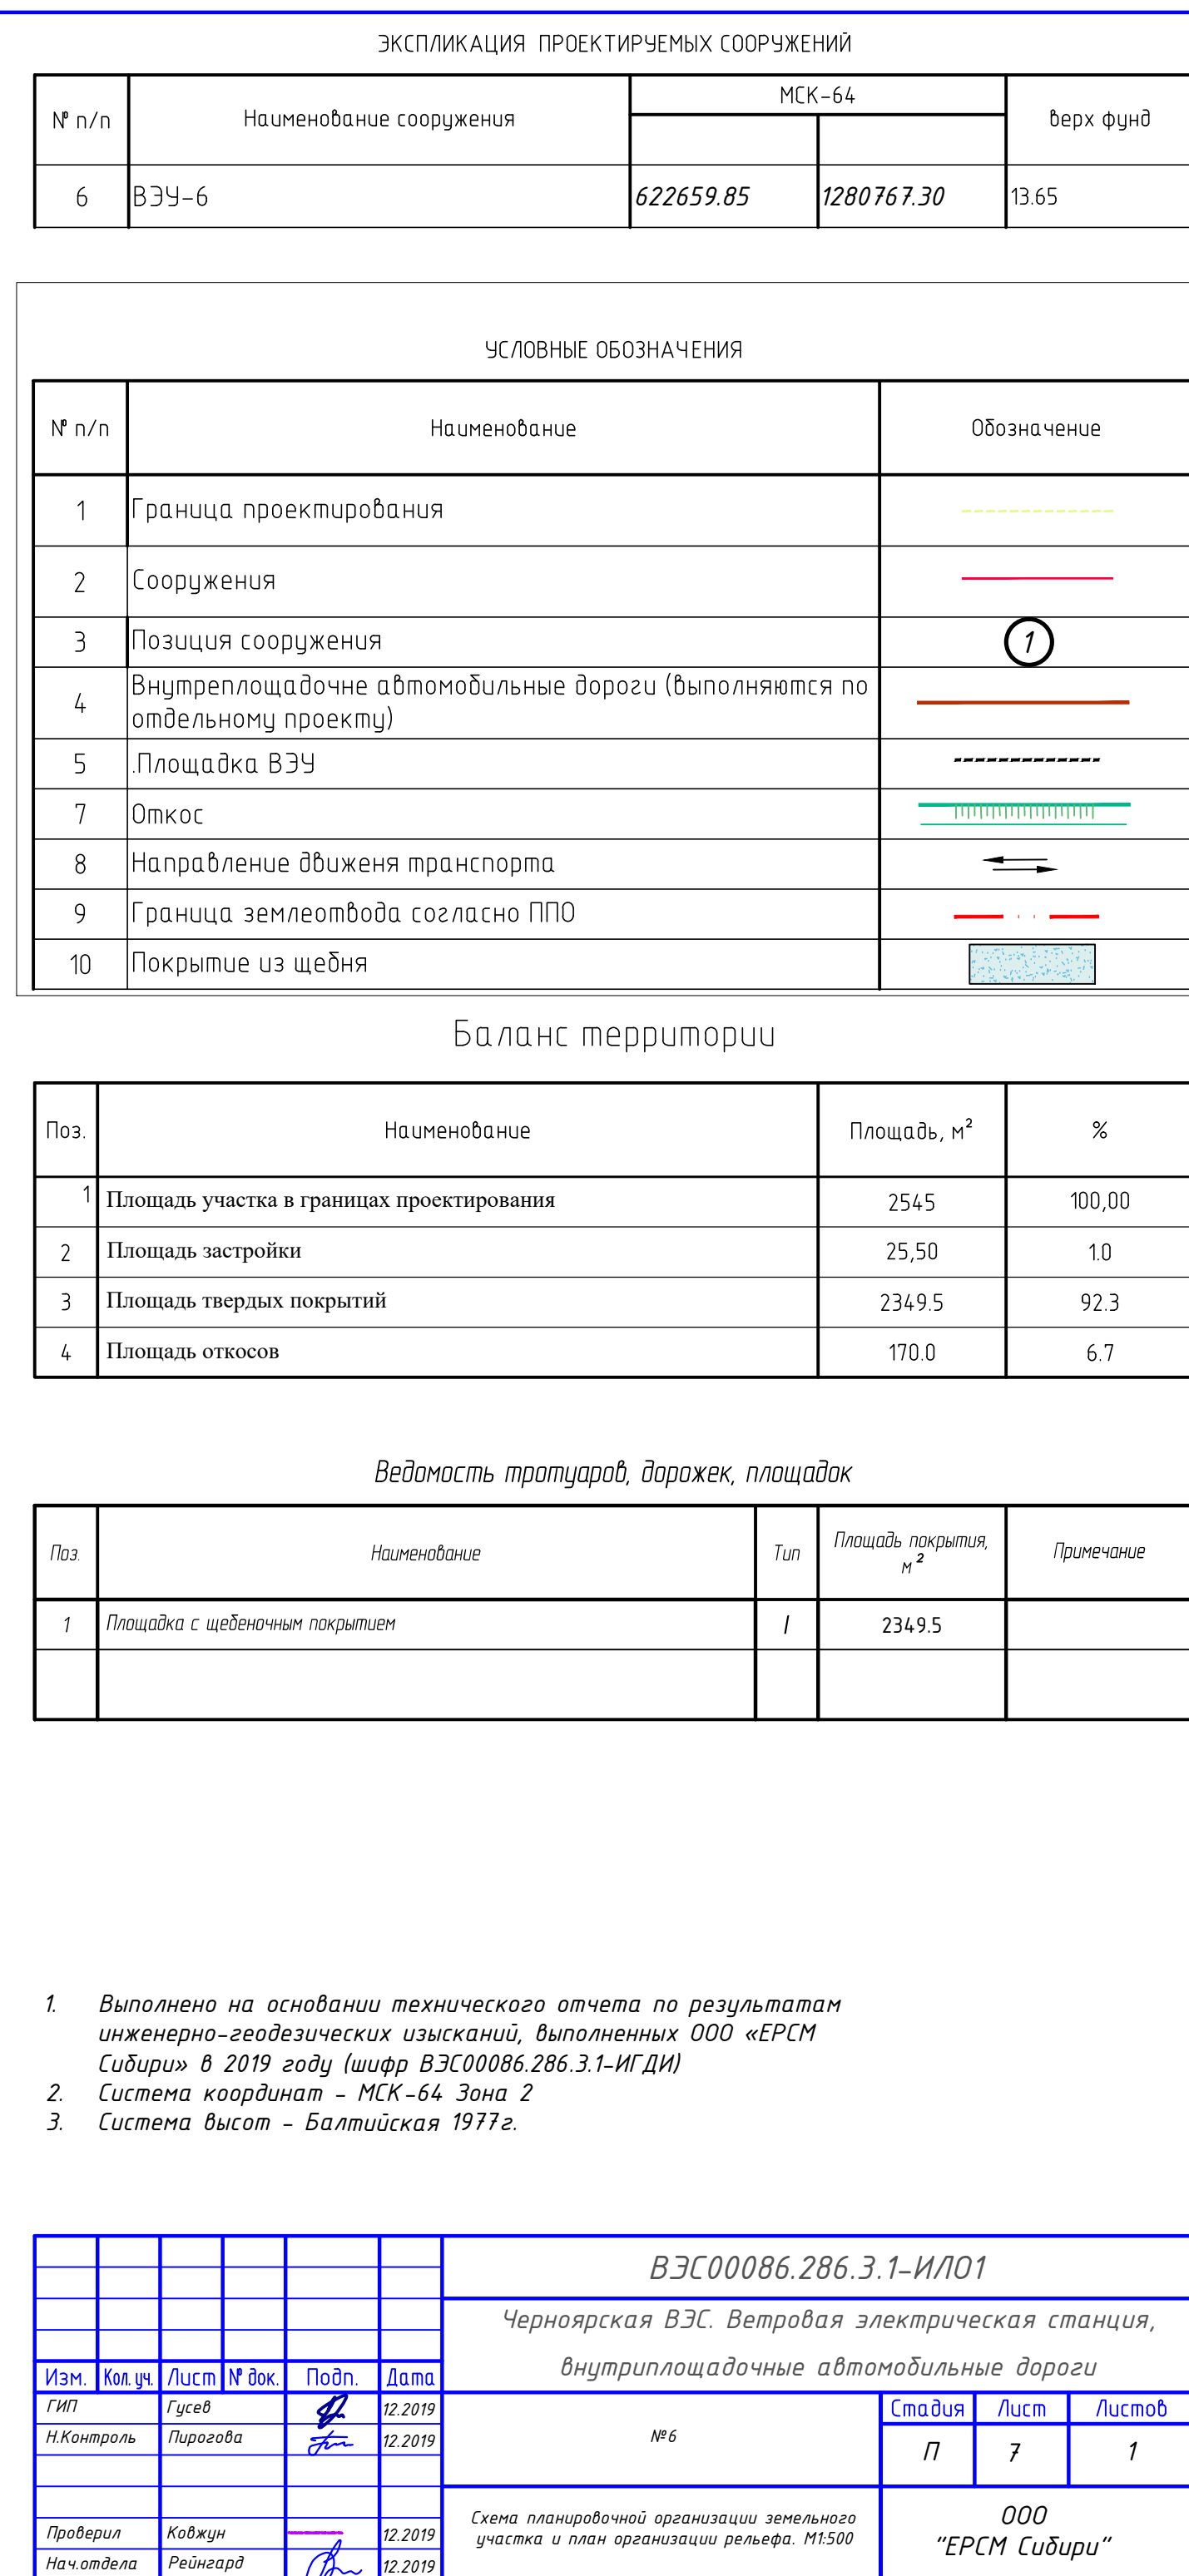 ЭКСПЛИКАЦИЯ ПРОЕКТИРУЕМЫХ СООРУЖЕНИЙ
№ п/п Наименование сооружения МСК-64 верх фунд
6 ВЭУ-6 622659.85 1280767.30 13.65
УСЛОВНЫЕ ОБОЗНАЧЕНИЯ
№ п/п Наименование Обозначение
1 Граница проектирования
2 Сооружения
3 Позиция сооружения 1
4 Внутреплощадочне автомобильные дороги (выполняются по
отдельному проекту)
5 .Площадка ВЭУ
7 Откос
8 Направление движеня транспорта
9 Граница землеотвода согласно ППО
10 Покрытие из щебня
Баланс территории
Поз. Наименование Площадь, м² %
1 Площадь участка в границах проектирования 2545 100,00
2 Площадь застройки 25,50 1.0
3 Площадь твердых покрытий 2349.5 92.3
4 Площадь откосов 170.0 6.7
Ведомость тротуаров, дорожек, площадок
Поз. Наименование Тип Площадь покрытия, м² Примечание
1 Площадка с щебеночным покрытием I 2349.5
1. Выполнено на основании технического отчета по результатам
инженерно-геодезических изысканий, выполненных ООО «ЕРСМ
Сибири» в 2019 году (шифр ВЭС00086.286.3.1-ИГДИ)
2. Система координат - МСК-64 Зона 2
3. Система высот - Балтийская 1977г.
ВЭС00086.286.3.1-ИЛО1
Черноярская ВЭС. Ветровая электрическая станция,
внутриплощадочные автомобильные дороги
Изм. Кол.уч. Лист № док. Подп. Дата
ГИП Гусев 12.2019
Н.Контроль Пирогова 12.2019
№6
Стадия Лист Листов
П 7 1
Проверил Ковжун 12.2019
Нач.отдела Рейнгард 12.2019
Схема планировочной организации земельного
участка и план организации рельефа. М1:500
ООО
"ЕРСМ Сибири"